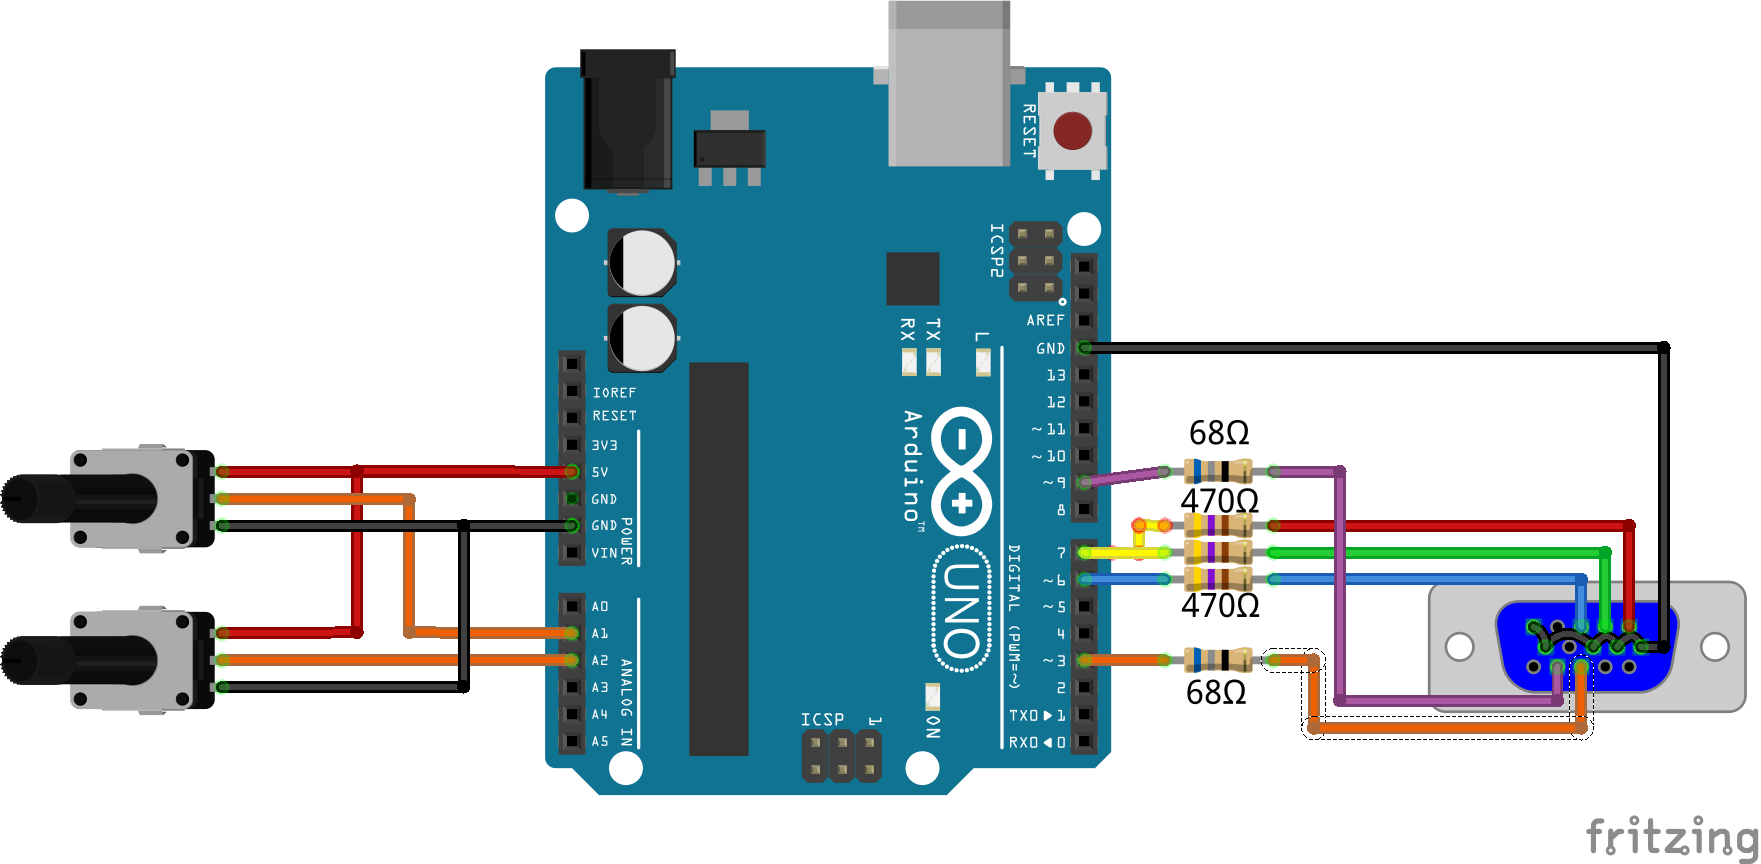 RESET
ICSP2
RX
TX
L
AREF
GND
13
12
~11
~10
~9
8
7
~6
~5
4
~3
2
TX0▶1
RX0◀0
DIGITAL (PWM=~)
IOREF
RESET
3V3
5V
GND
GND
VIN
POWER
A0
A1
A2
A3
A4
A5
ANALOG IN
Arduino™
UNO
ICSP
1
ON
68Ω
470Ω
470Ω
68Ω
fritzing